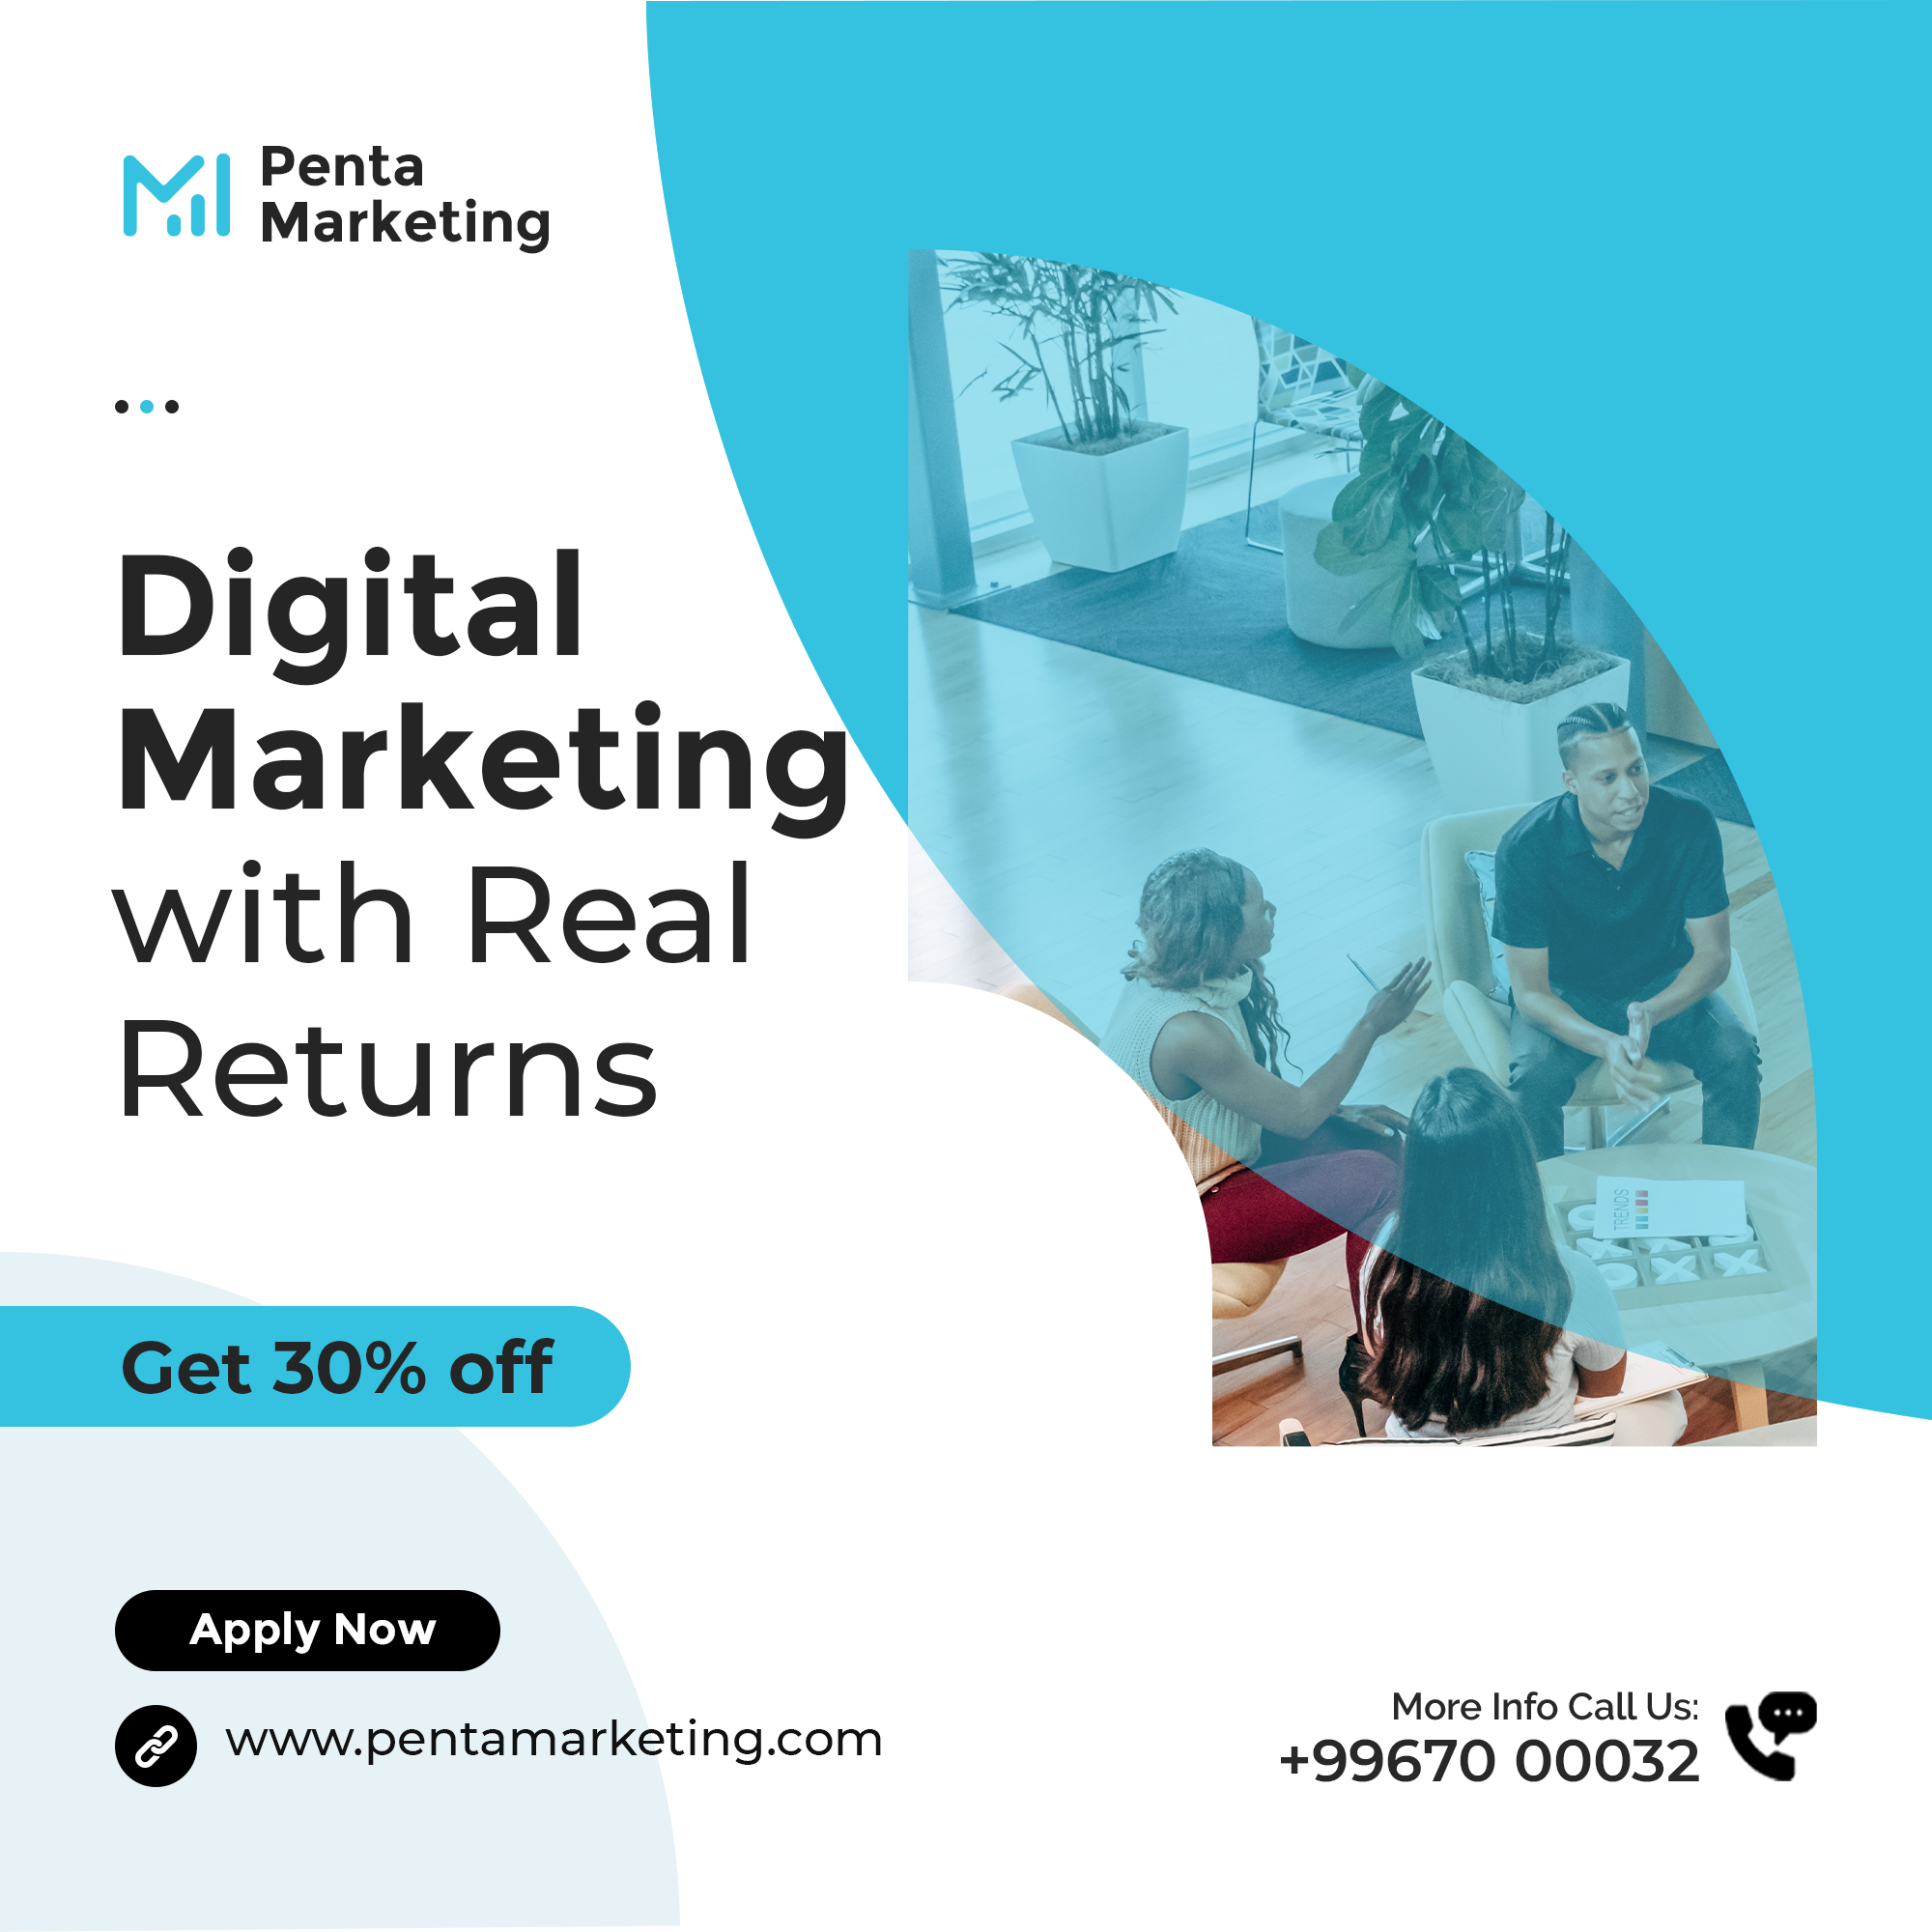 Penta
Marketing
Digital
Marketing
with Real
Returns
TRENDS
Get 30% off
Apply Now
www.pentamarketing.com
More Info Call Us:
+99670 00032